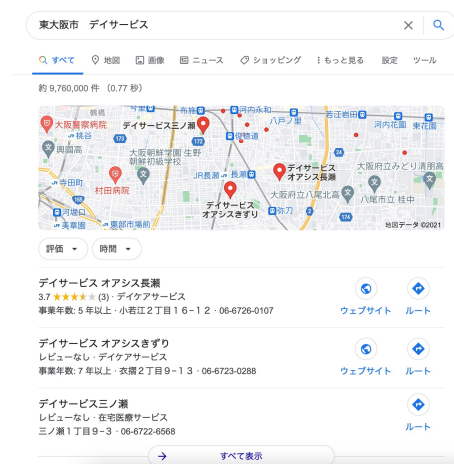 東大阪市　デイサービス
すべて 地図 画像 ニュース ショッピング もっと見る 設定 ツール
約 9,760,000 件 （0.77 秒）
鶴橋
今里
布施
河内永和
八戸ノ里
若江岩田
河内花園
東花園
大阪警察病院
桃谷
デイサービス三ノ瀬
俊徳道
興國高
大阪朝鮮学園 生野
朝鮮初級学校
寺田町
村田病院
JR長瀬
長瀬
デイサービス
オアシス長瀬
大阪府立みどり清朋高
デイサービス
オアシスきずり
大阪府立八尾北高
八尾市立 桂中
河堀口
美章園
東部市場前
弥刀
地図データ ©2021
評価
時間
デイサービス オアシス長瀬
3.7 (3) · デイケアサービス
事業年数: 5 年以上 · 小若江２丁目１６−１２ · 06-6726-0107
ウェブサイト ルート
デイサービス オアシスきずり
レビューなし · デイケアサービス
事業年数: 7 年以上 · 衣摺２丁目９−１３ · 06-6723-0288
ウェブサイト ルート
デイサービス三ノ瀬
レビューなし · 在宅医療サービス
三ノ瀬１丁目９−３ · 06-6722-6568
ルート
すべて表示